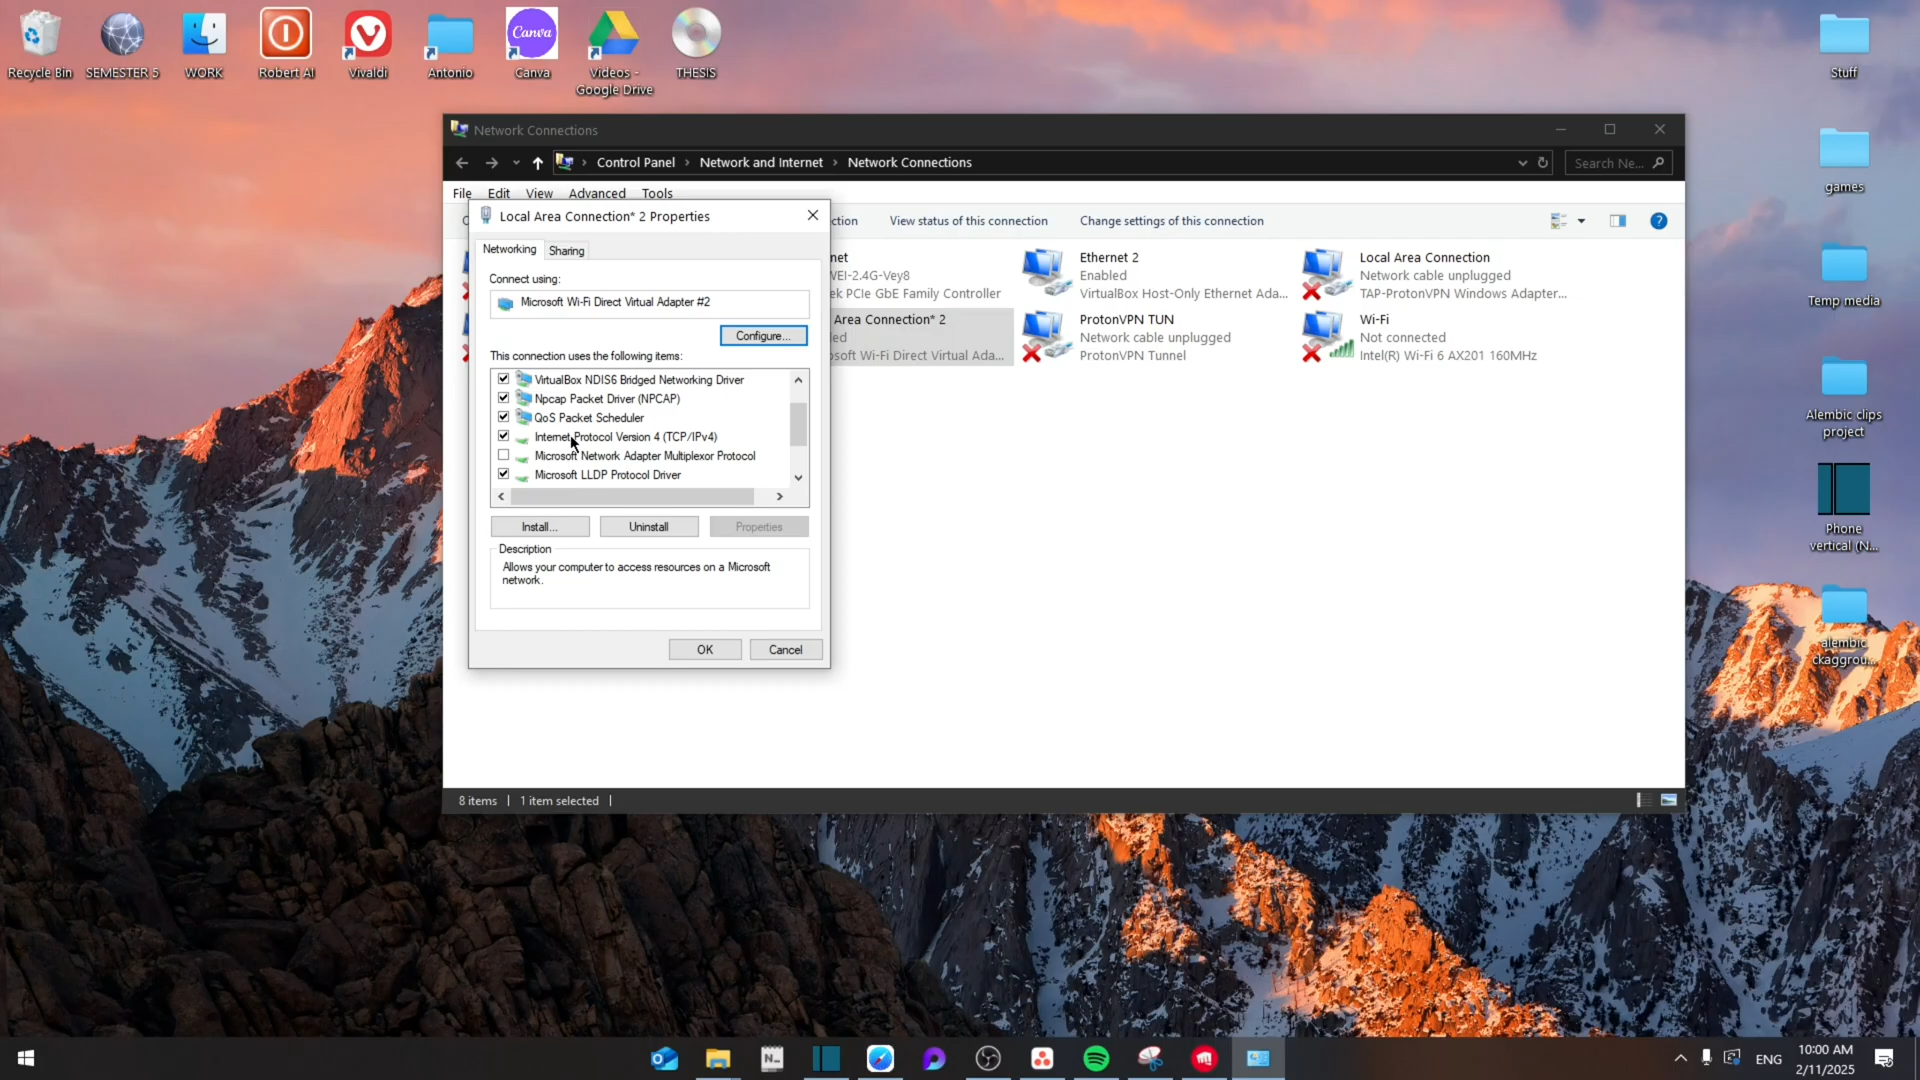 Recycle Bin
SEMESTER 5
WORK
Robert AI
Vivaldi
Antonio
Canva
Canva
Videos -
Google Drive
THESIS
Stuff
games
Temp media
Alembic clips
project
Phone
vertical (N...
alembic
ckaggrou...
Network Connections
Control Panel
Network and Internet
Network Connections
Search Ne...
File
Edit
View
Advanced
Tools
ction
View status of this connection
Change settings of this connection
net
VEI-2.4G-Vey8
ek PCIe GbE Family Controller
Ethernet 2
Enabled
VirtualBox Host-Only Ethernet Ada...
Local Area Connection
Network cable unplugged
TAP-ProtonVPN Windows Adapter...
Area Connection* 2
led
osoft Wi-Fi Direct Virtual Ada...
ProtonVPN TUN
Network cable unplugged
ProtonVPN Tunnel
Wi-Fi
Not connected
Intel(R) Wi-Fi 6 AX201 160MHz
Local Area Connection* 2 Properties
Networking
Sharing
Connect using:
Microsoft Wi-Fi Direct Virtual Adapter #2
Configure...
This connection uses the following items:
VirtualBox NDIS6 Bridged Networking Driver
Npcap Packet Driver (NPCAP)
QoS Packet Scheduler
Internet Protocol Version 4 (TCP/IPv4)
Microsoft Network Adapter Multiplexor Protocol
Microsoft LLDP Protocol Driver
Install...
Uninstall
Properties
Description
Allows your computer to access resources on a Microsoft
network.
OK
Cancel
8 items
1 item selected
ENG
10:00 AM
2/11/2025